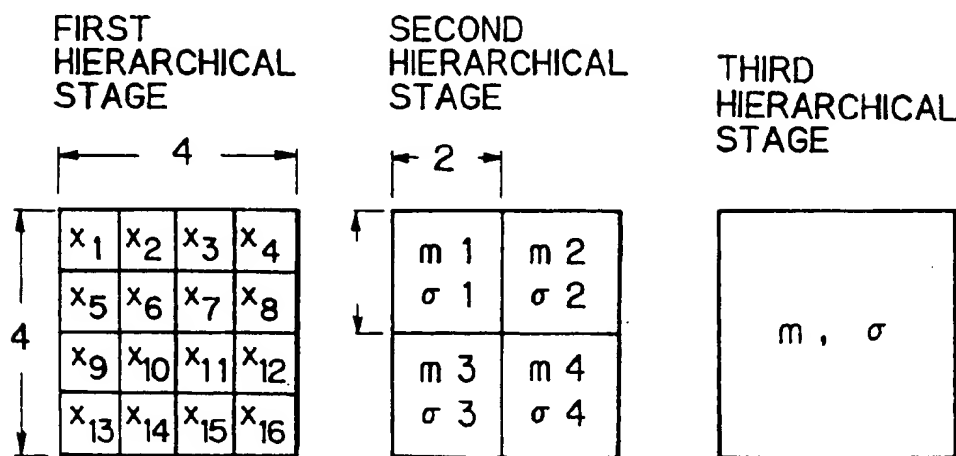 FIRST
HIERARCHICAL
STAGE
SECOND
HIERARCHICAL
STAGE
THIRD
HIERARCHICAL
STAGE
4
2
4
x1 x2 x3 x4
x5 x6 x7 x8
x9 x10 x11 x12
x13 x14 x15 x16
m 1 m 2
σ 1 σ 2
m 3 m 4
σ 3 σ 4
m , σ